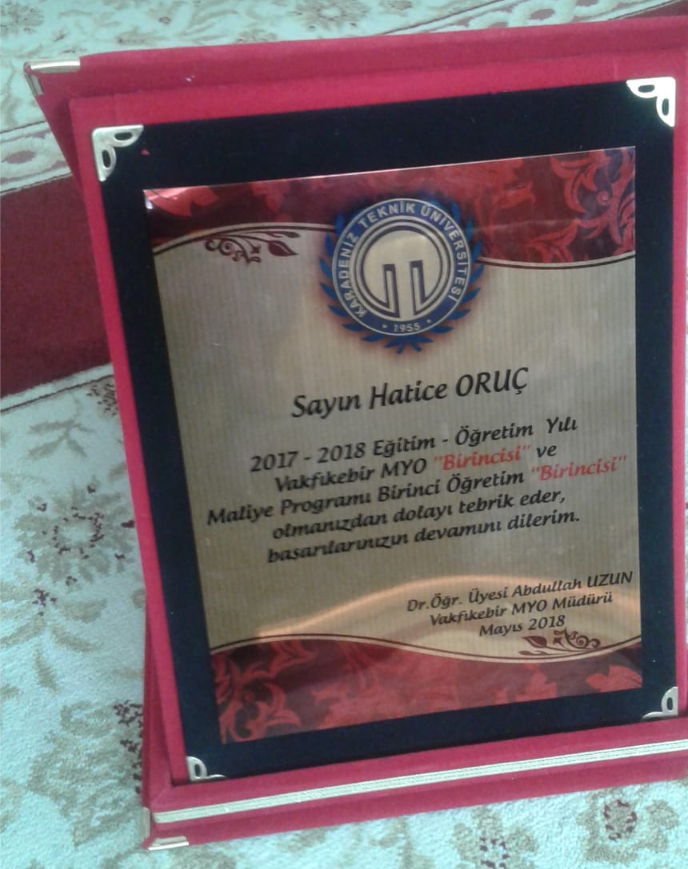 KARADENİZ TEKNİK ÜNİVERSİTESİ
1955
Sayın Hatice ORUÇ
2017 - 2018 Eğitim - Öğretim Yılı
Vakfıkebir MYO "Birincisi" ve
Maliye Programı Birinci Öğretim "Birincisi"
olmanızdan dolayı tebrik eder,
başarılarınızın devamını dilerim.
Dr.Öğr. Üyesi Abdullah UZUN
Vakfıkebir MYO Müdürü
Mayıs 2018